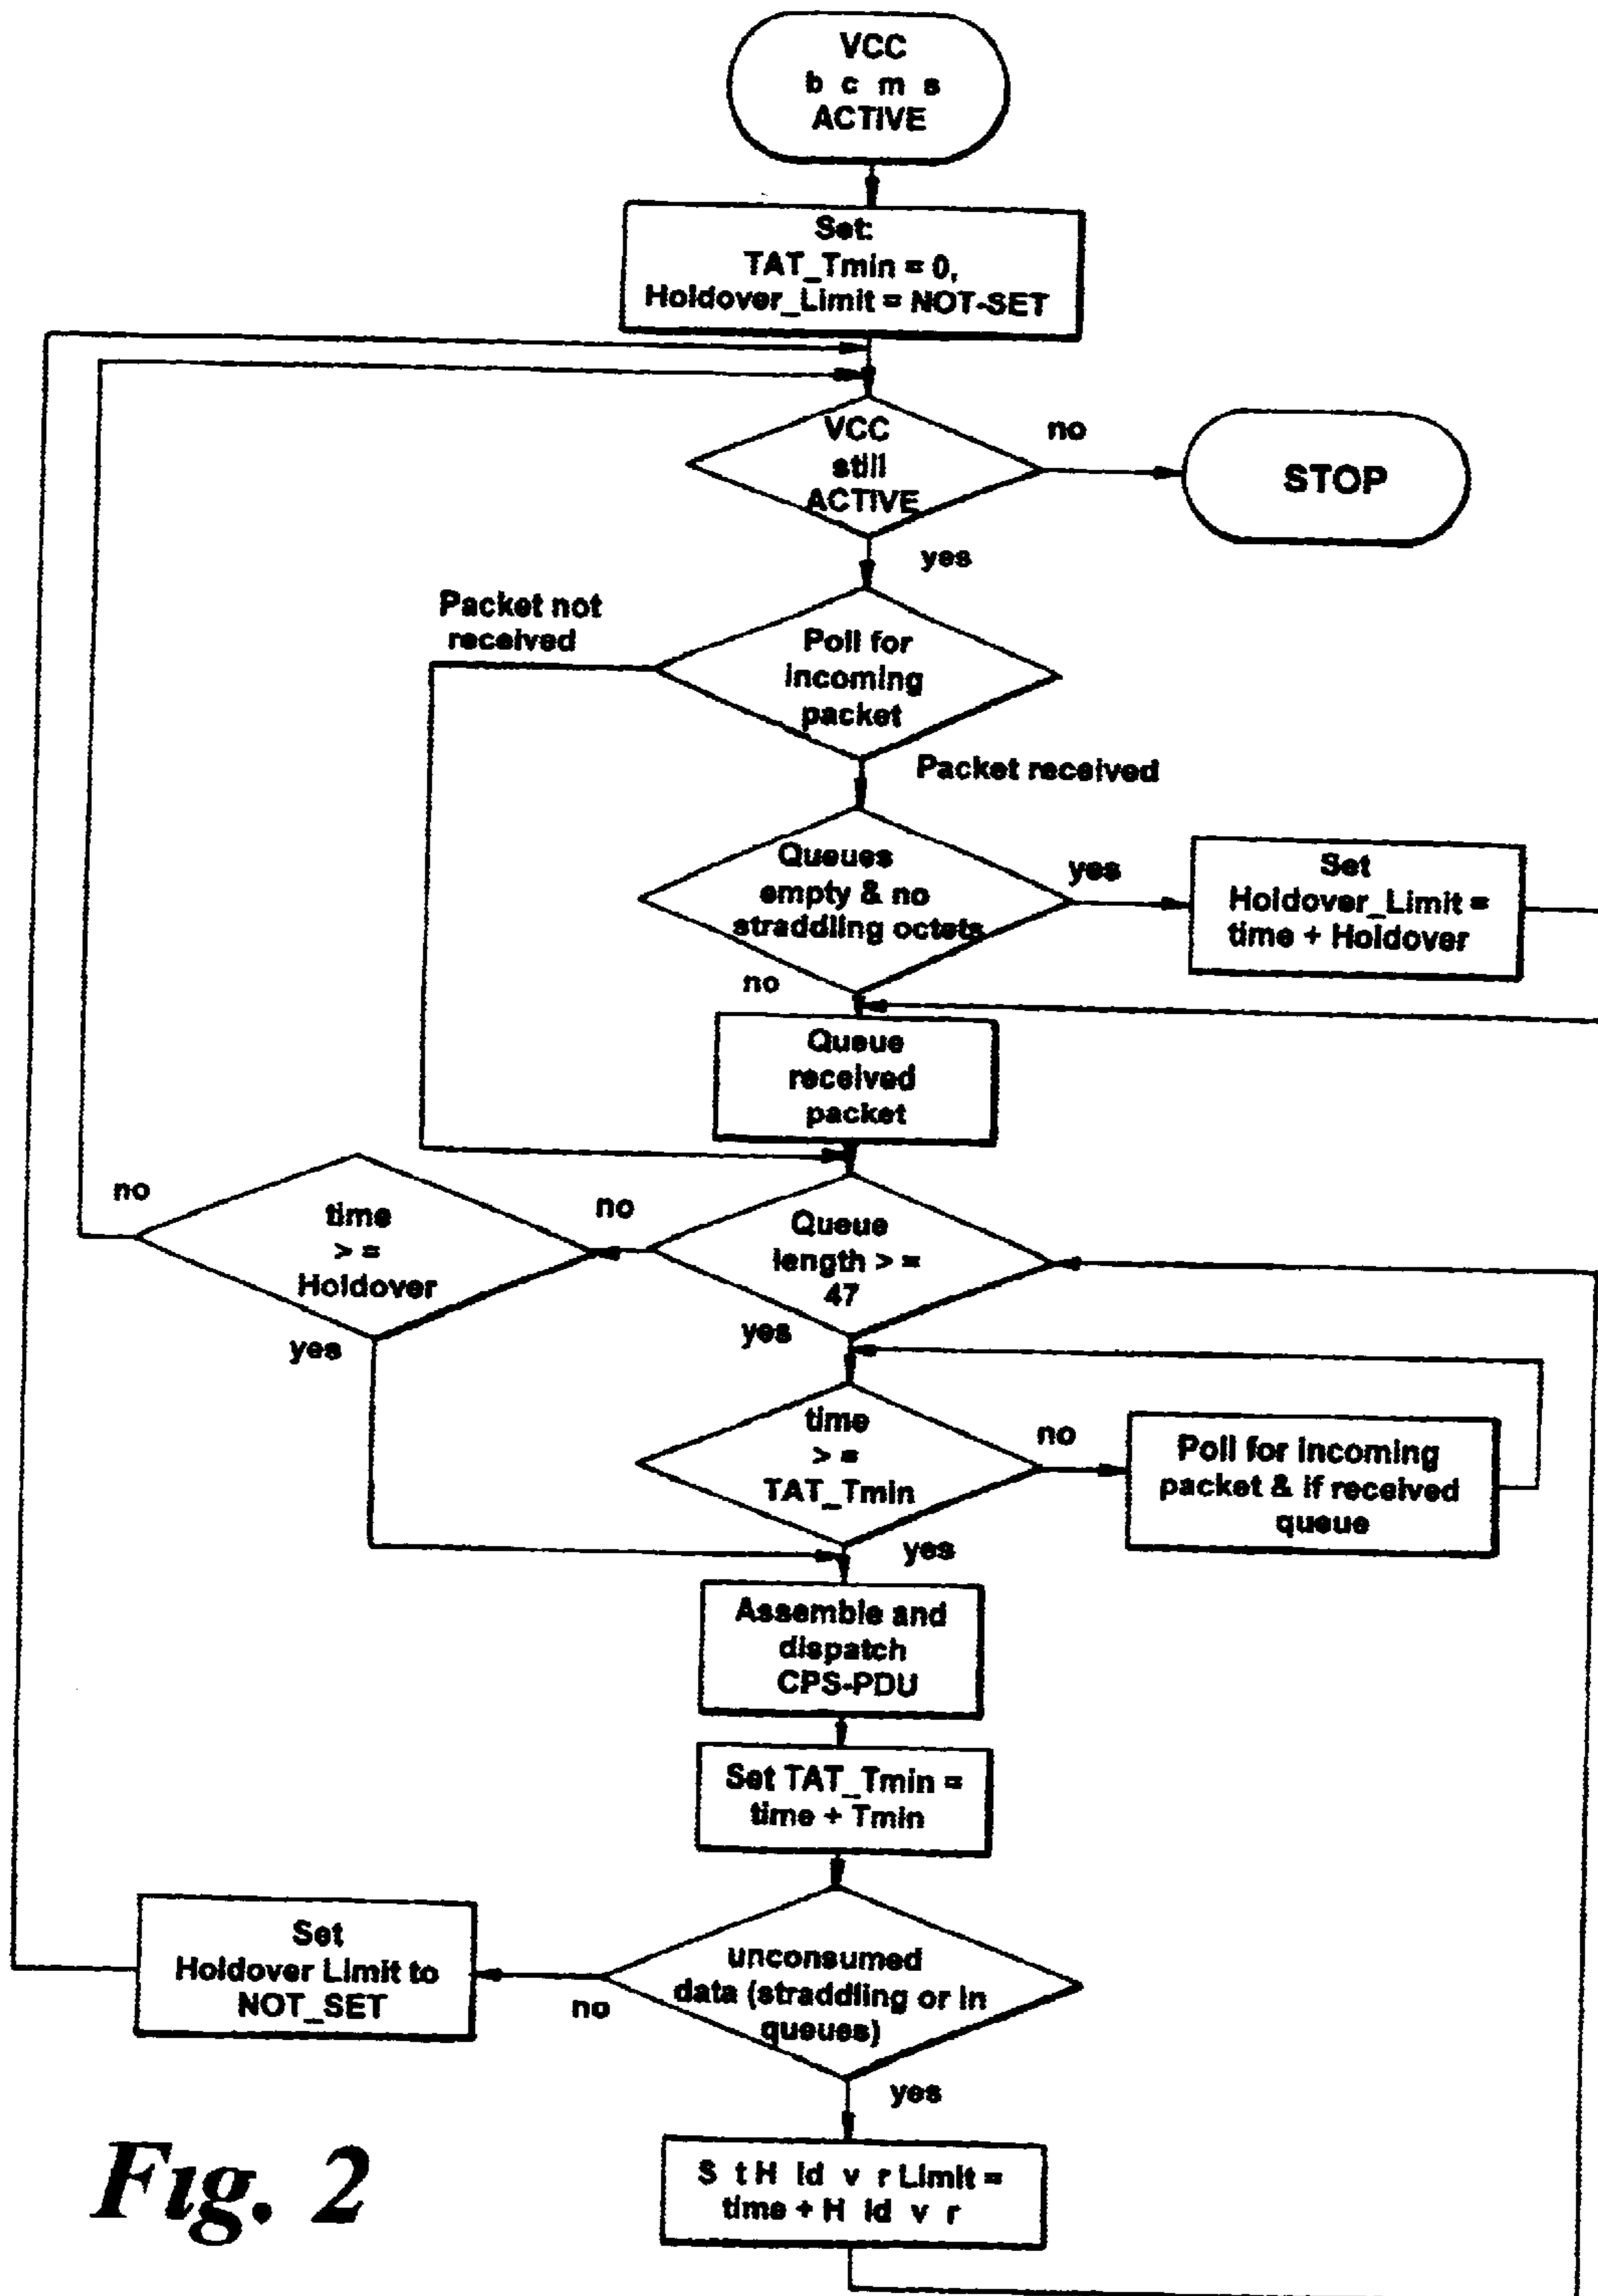 VCC
b c m s
ACTIVE
Set:
TAT_Tmin = 0,
Holdover_Limit = NOT-SET
VCC
still
ACTIVE
no
STOP
yes
Packet not
received
Poll for
incoming
packet
Packet received
Queues
empty & no
straddling octets
yes
Set
Holdover_Limit =
time + Holdover
no
Queue
received
packet
no
time
> =
Holdover
no
Queue
length > =
47
yes
yes
time
> =
TAT_Tmin
no
Poll for incoming
packet & if received
queue
yes
Assemble and
dispatch
CPS-PDU
Set TAT_Tmin =
time + Tmin
Set
Holdover Limit to
NOT_SET
no
unconsumed
data (straddling or in
queues)
yes
S t H ld v r Limit =
time + H ld v r
Fig. 2